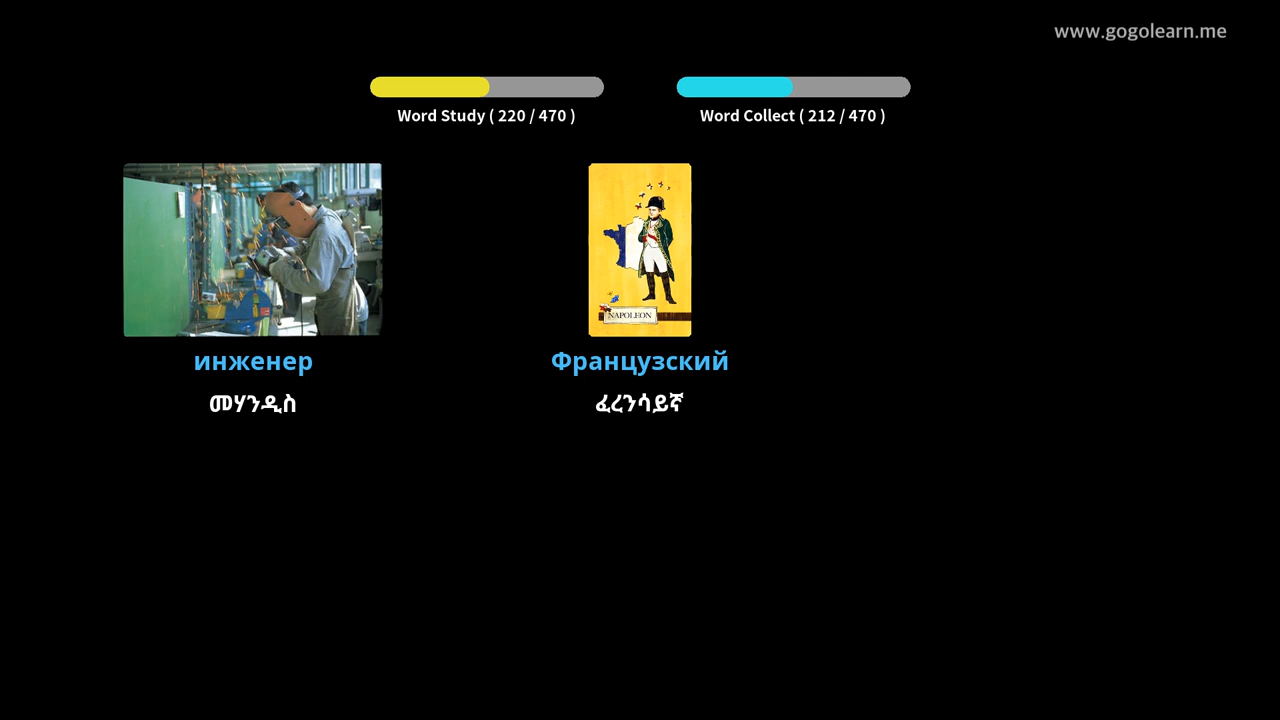 www.gogolearn.me
Word Study ( 220 / 470 )
Word Collect ( 212 / 470 )
NAPOLEON
инженер
Французский
መሃንዲስ
ፈረንሳይኛ